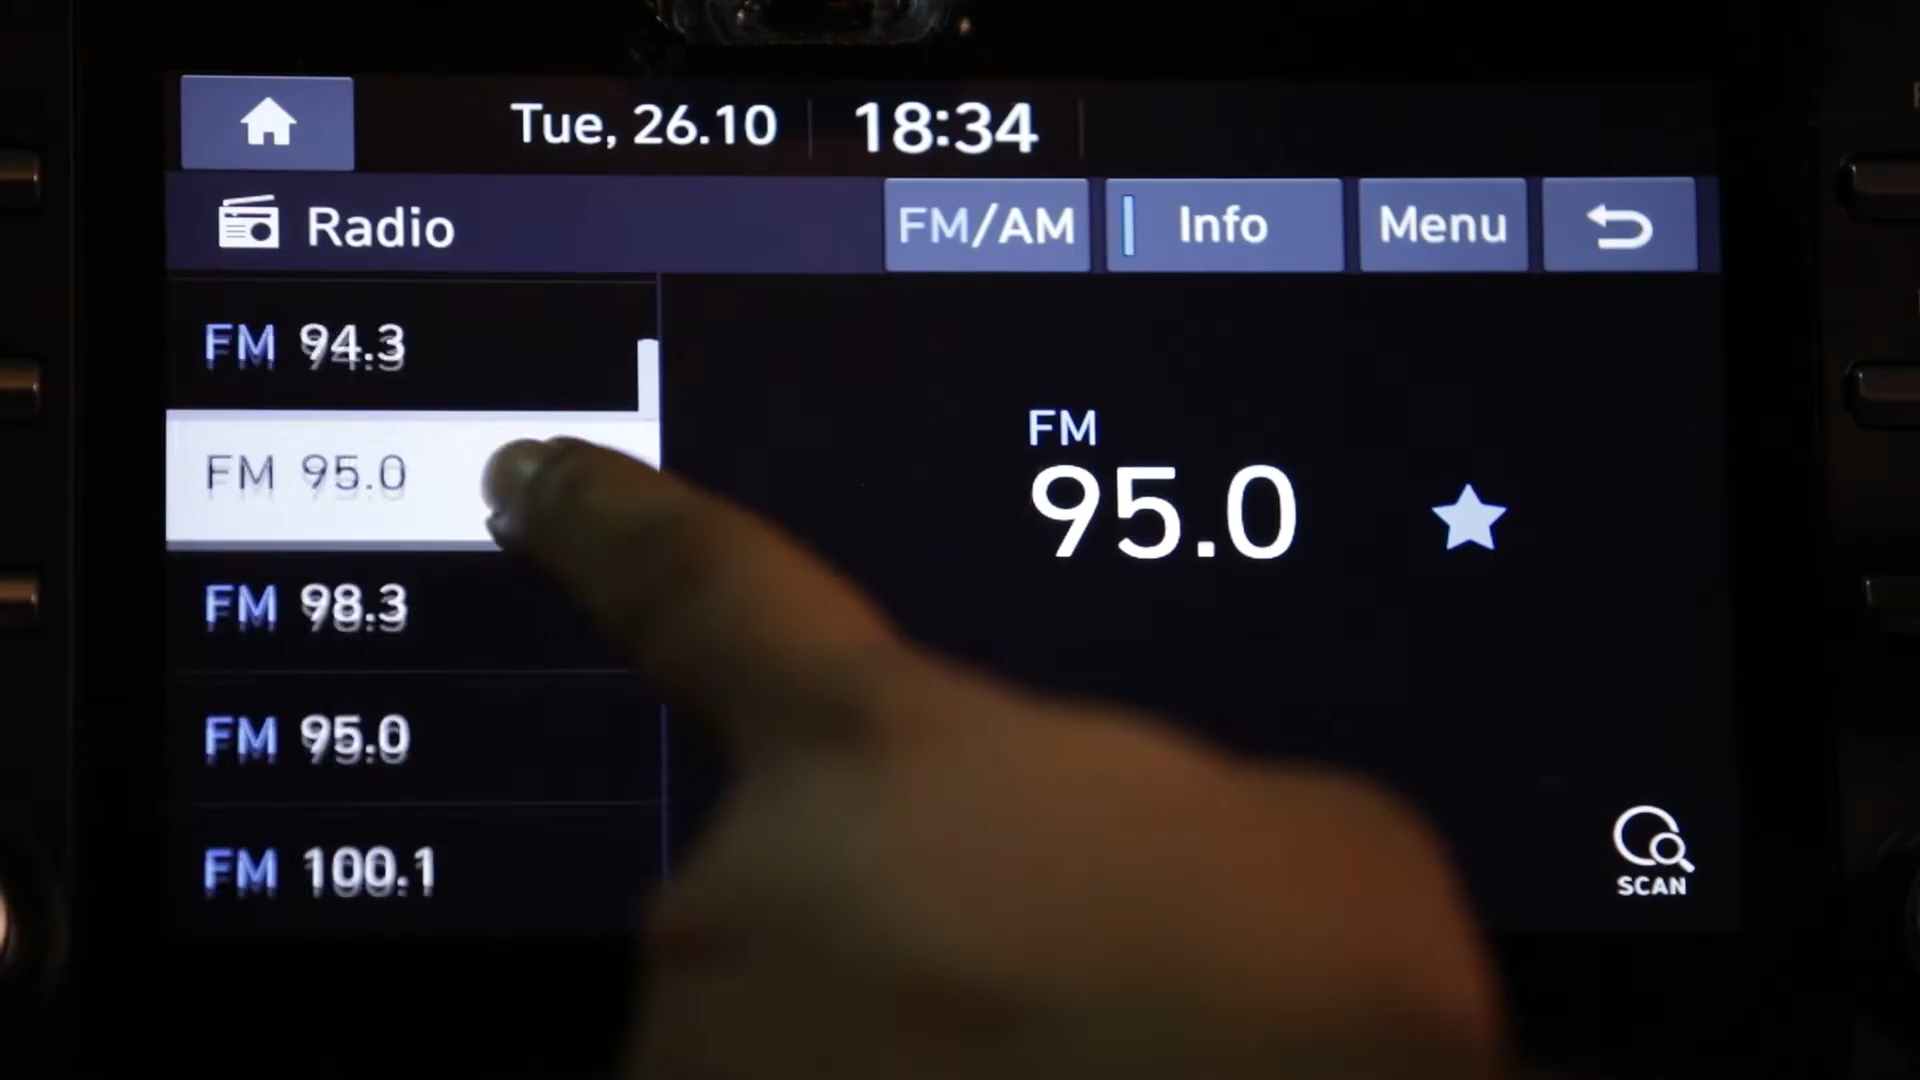 Tue, 26.10 18:34
Radio FM/AM Info Menu
FM 94.3
FM 95.0
FM 98.3
FM 95.0
FM 100.1
FM
95.0
SCAN